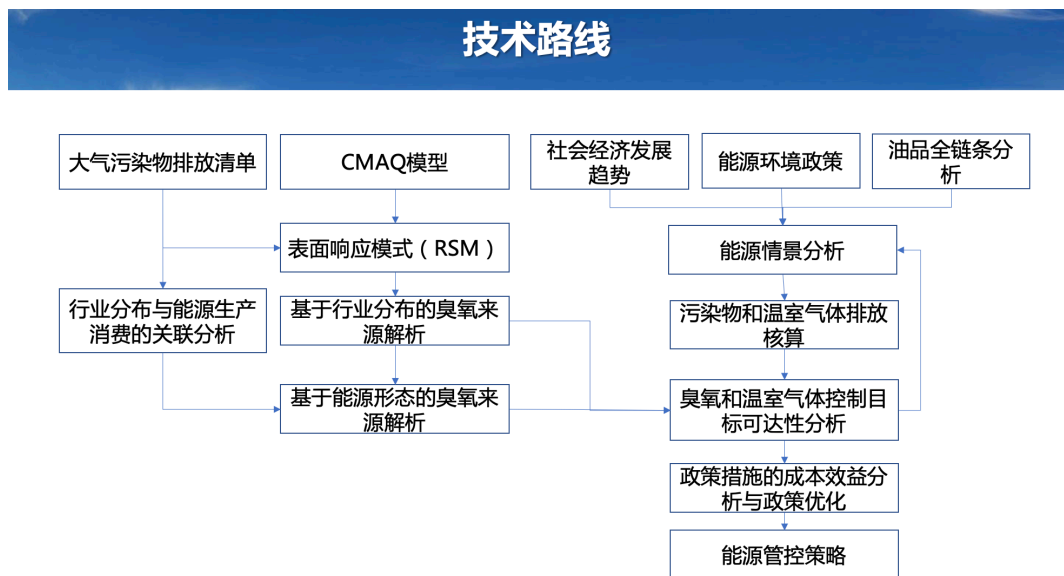 技术路线
大气污染物排放清单
CMAQ模型
社会经济发展
趋势
能源环境政策
油品全链条分
析
表面响应模式（RSM）
能源情景分析
行业分布与能源生产
消费的关联分析
基于行业分布的臭氧来
源解析
污染物和温室气体排放
核算
基于能源形态的臭氧来
源解析
臭氧和温室气体控制目
标可达性分析
政策措施的成本效益分
析与政策优化
能源管控策略